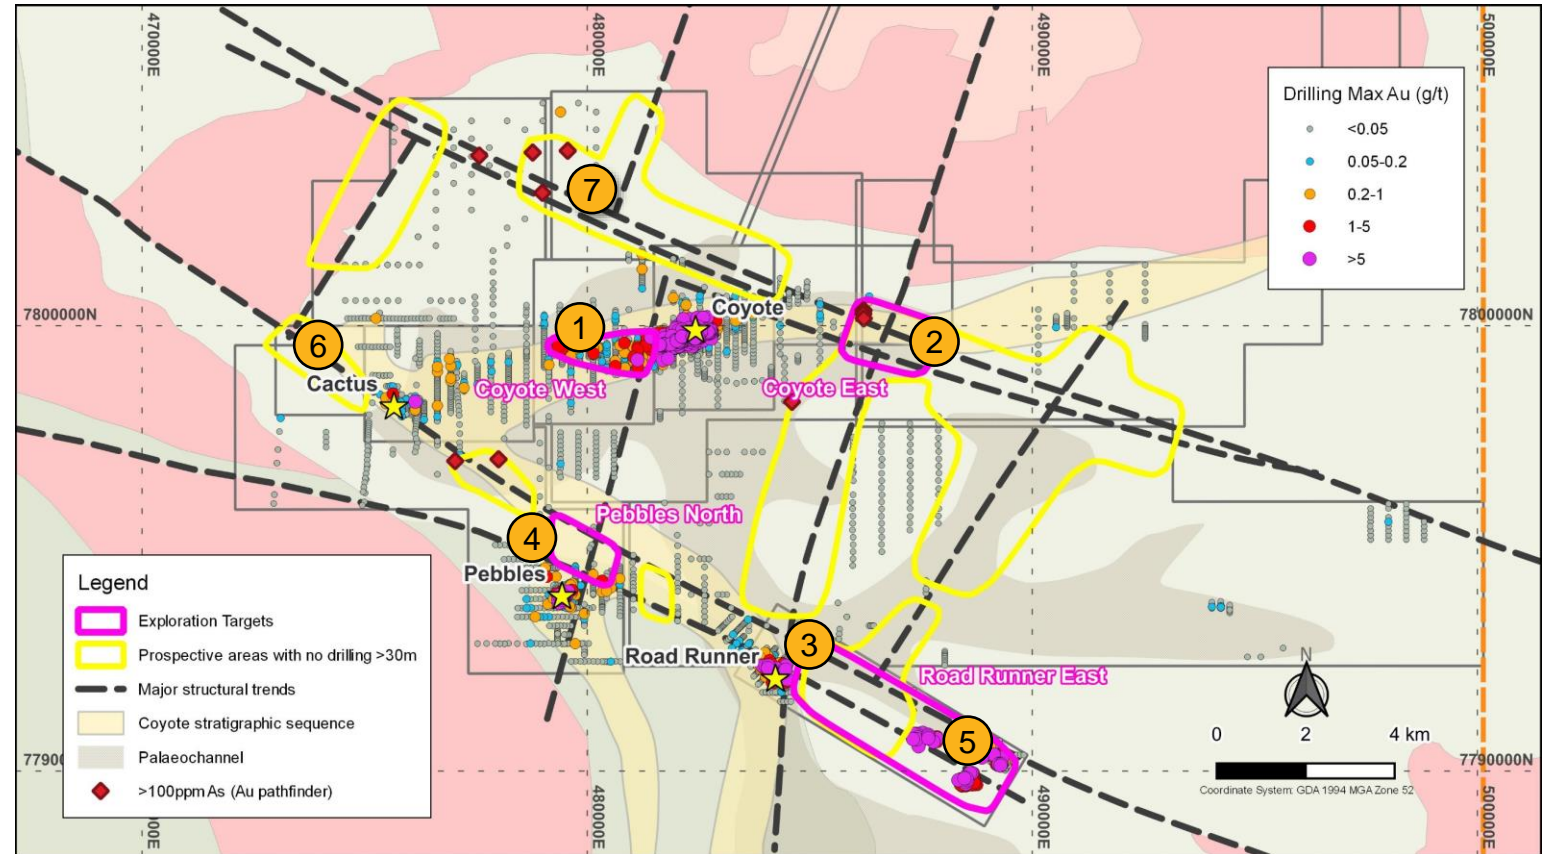 470000E
480000E
490000E
500000E
Drilling Max Au (g/t)
<0.05
0.05-0.2
0.2-1
1-5
>5
7
7800000N
7800000N
Coyote
1
2
6
Cactus
Coyote West
Coyote East
Pebbles North
4
Pebbles
3
Road Runner
Road Runner East
5
Legend
Exploration Targets
Prospective areas with no drilling >30m
Major structural trends
Coyote stratigraphic sequence
Palaeochannel
>100ppm As (Au pathfinder)
N
0 2 4 km
Coordinate System: GDA 1994 MGA Zone 52
7790000N
480000E
490000E
500000E